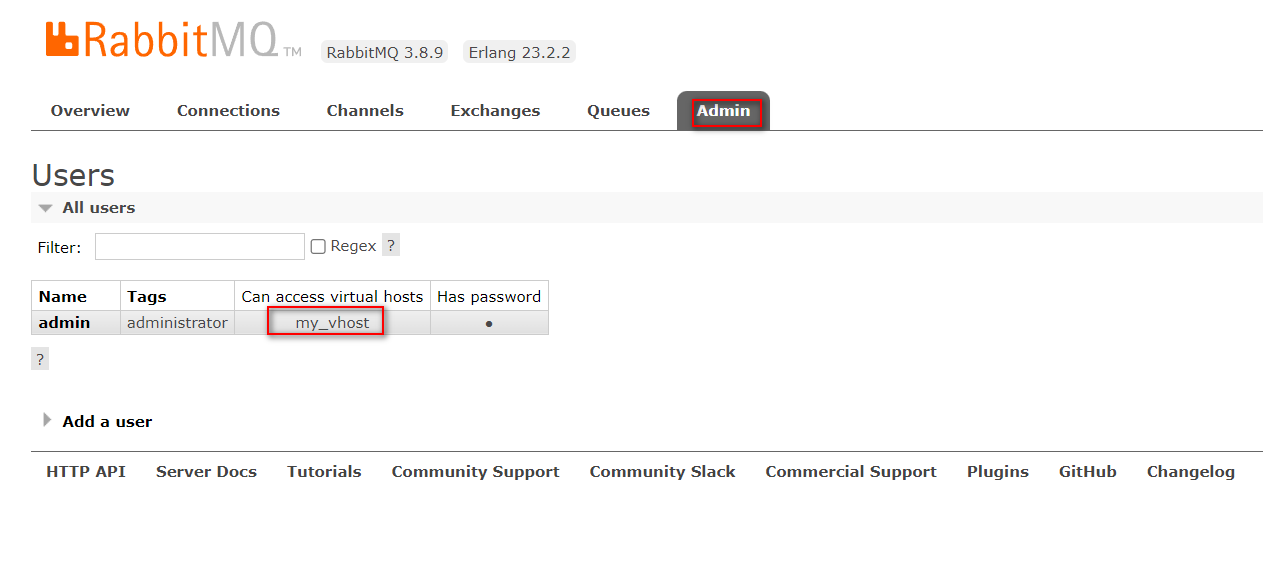 RabbitMQ TM RabbitMQ 3.8.9 Erlang 23.2.2
Overview Connections Channels Exchanges Queues Admin
Users
All users
Filter: Regex ?
Name Tags Can access virtual hosts Has password
admin administrator my_vhost ●
?
Add a user
HTTP API Server Docs Tutorials Community Support Community Slack Commercial Support Plugins GitHub Changelog